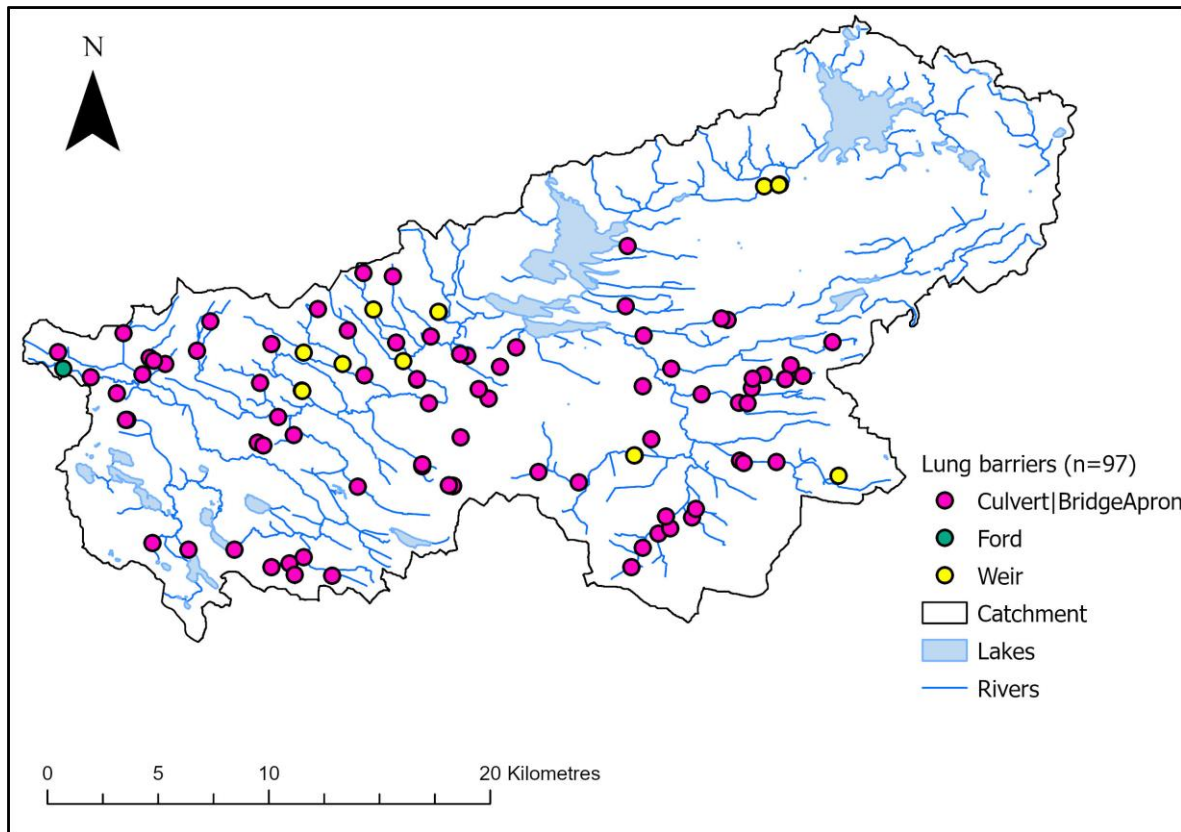 N
Lung barriers (n=97)
Culvert|BridgeApron
Ford
Weir
Catchment
Lakes
Rivers
0 5 10 20 Kilometres